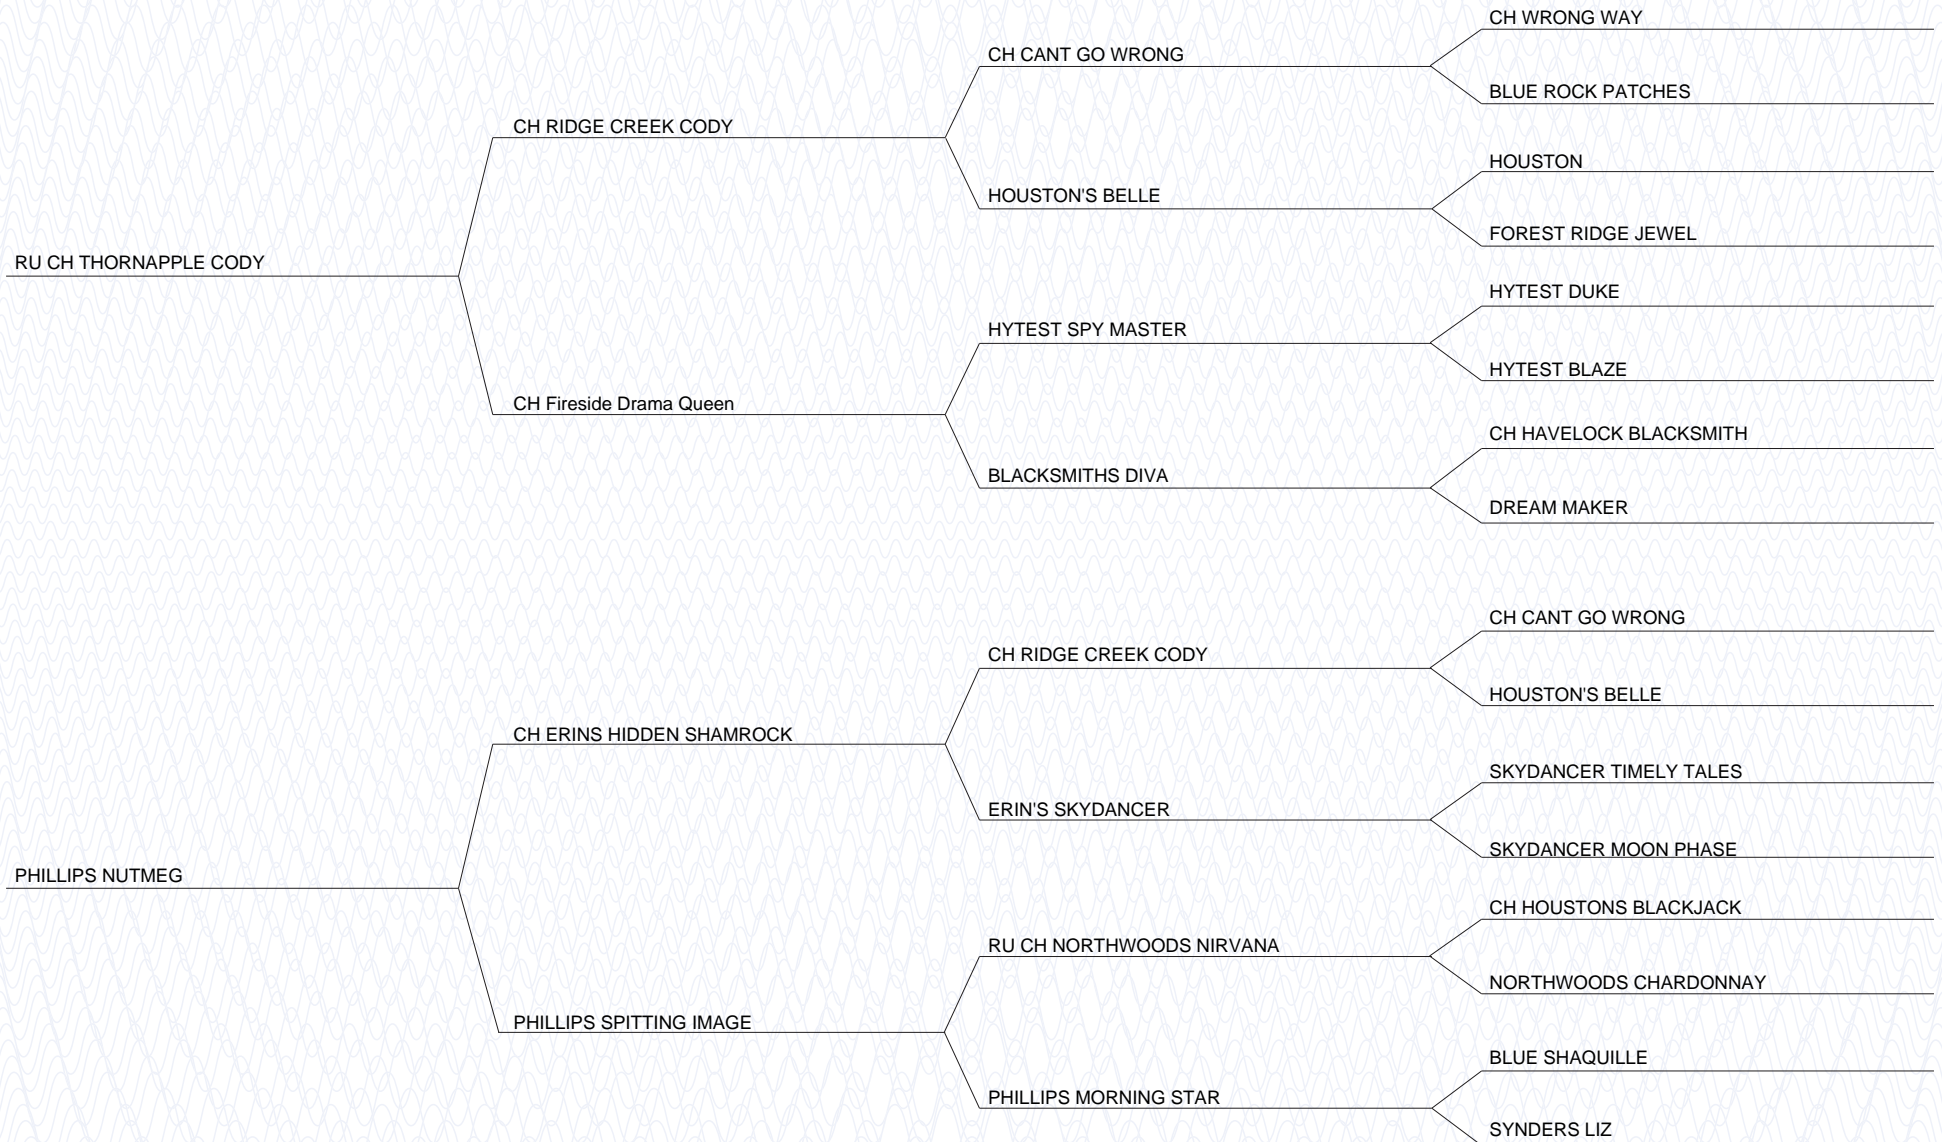 CH WRONG WAY
CH CANT GO WRONG
BLUE ROCK PATCHES
CH RIDGE CREEK CODY
HOUSTON
HOUSTON'S BELLE
FOREST RIDGE JEWEL
RU CH THORNAPPLE CODY
HYTEST DUKE
HYTEST SPY MASTER
HYTEST BLAZE
CH Fireside Drama Queen
CH HAVELOCK BLACKSMITH
BLACKSMITHS DIVA
DREAM MAKER
CH CANT GO WRONG
CH RIDGE CREEK CODY
HOUSTON'S BELLE
CH ERINS HIDDEN SHAMROCK
SKYDANCER TIMELY TALES
ERIN'S SKYDANCER
SKYDANCER MOON PHASE
PHILLIPS NUTMEG
CH HOUSTONS BLACKJACK
RU CH NORTHWOODS NIRVANA
NORTHWOODS CHARDONNAY
PHILLIPS SPITTING IMAGE
BLUE SHAQUILLE
PHILLIPS MORNING STAR
SYNDERS LIZ